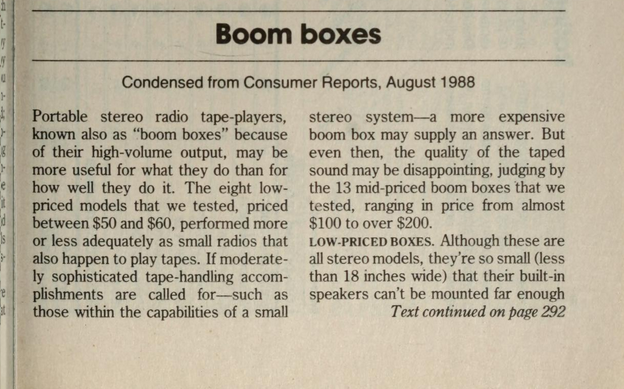 Boom boxes
Condensed from Consumer Reports, August 1988
Portable stereo radio tape-players,
known also as “boom boxes” because
of their high-volume output, may be
more useful for what they do than for
how well they do it. The eight low-
priced models that we tested, priced
between $50 and $60, performed more
or less adequately as small radios that
also happen to play tapes. If moderate-
ly sophisticated tape-handling accom-
plishments are called for—such as
those within the capabilities of a small
stereo system—a more expensive
boom box may supply an answer. But
even then, the quality of the taped
sound may be disappointing, judging by
the 13 mid-priced boom boxes that we
tested, ranging in price from almost
$100 to over $200.
LOW-PRICED BOXES. Although these are
all stereo models, they’re so small (less
than 18 inches wide) that their built-in
speakers can’t be mounted far enough
Text continued on page 292